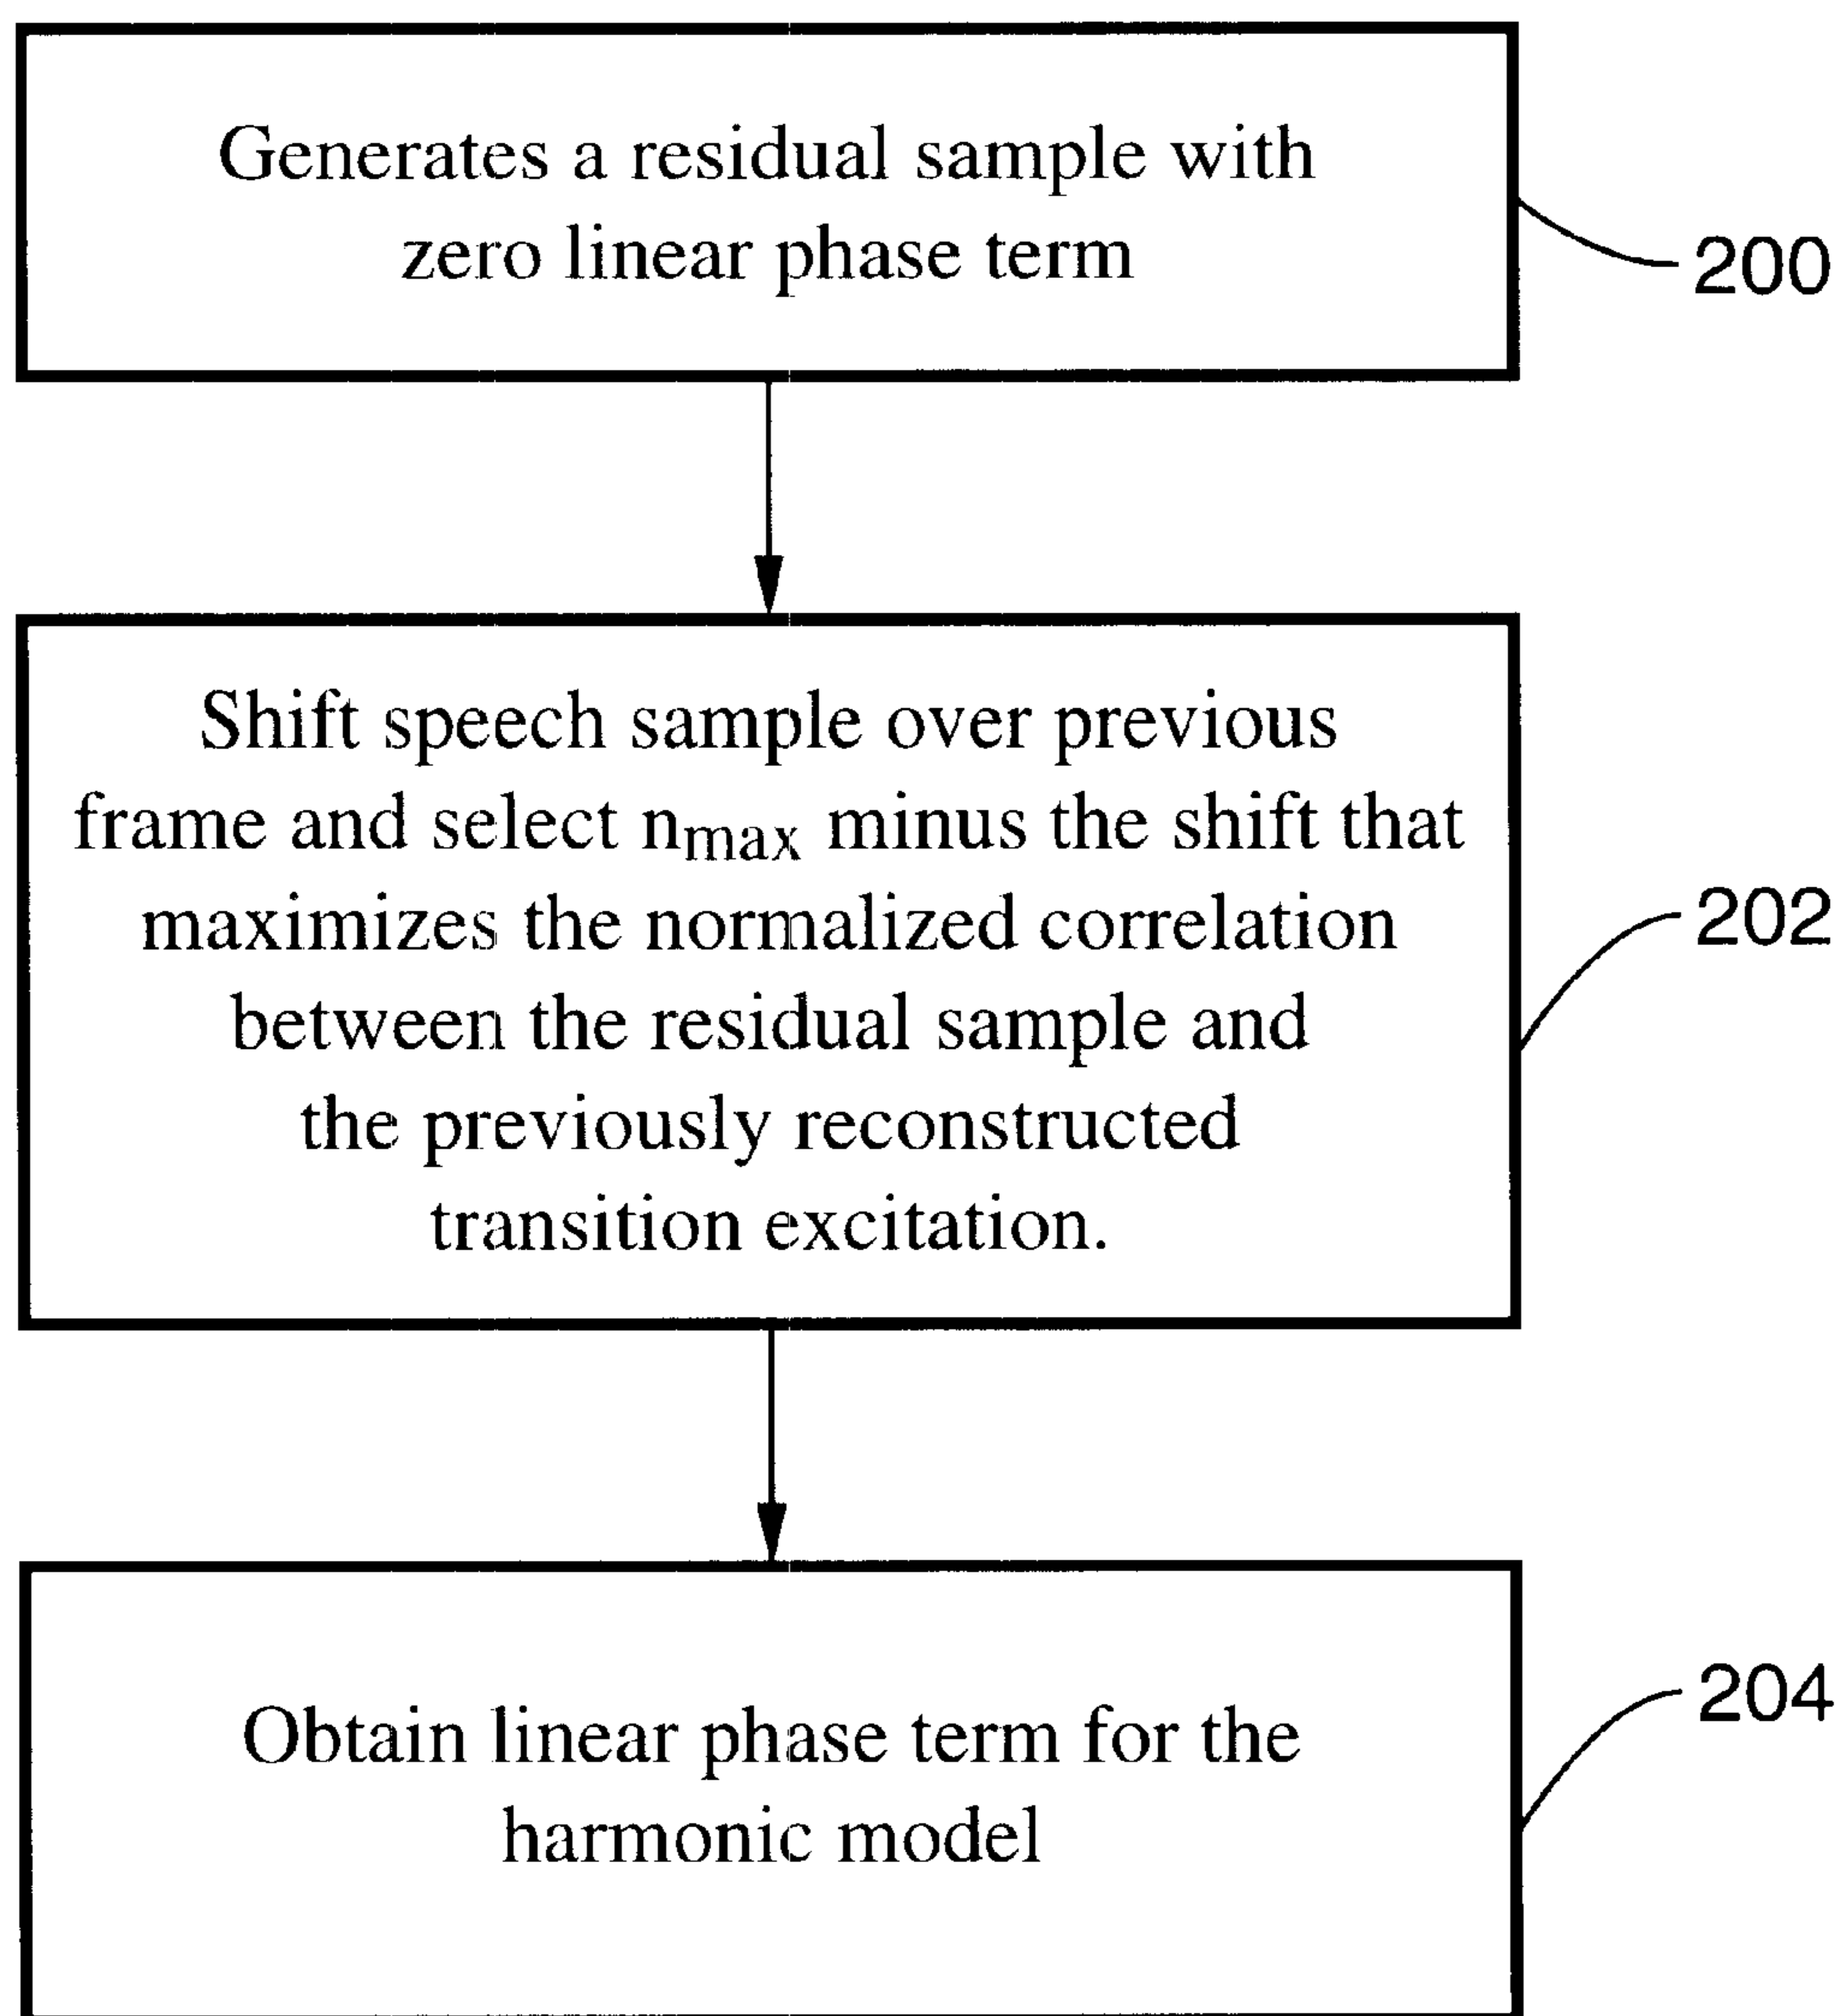 Generates a residual sample with
zero linear phase term
200
Shift speech sample over previous
frame and select nmax minus the shift that
maximizes the normalized correlation
between the residual sample and
the previously reconstructed
transition excitation.
202
Obtain linear phase term for the
harmonic model
204